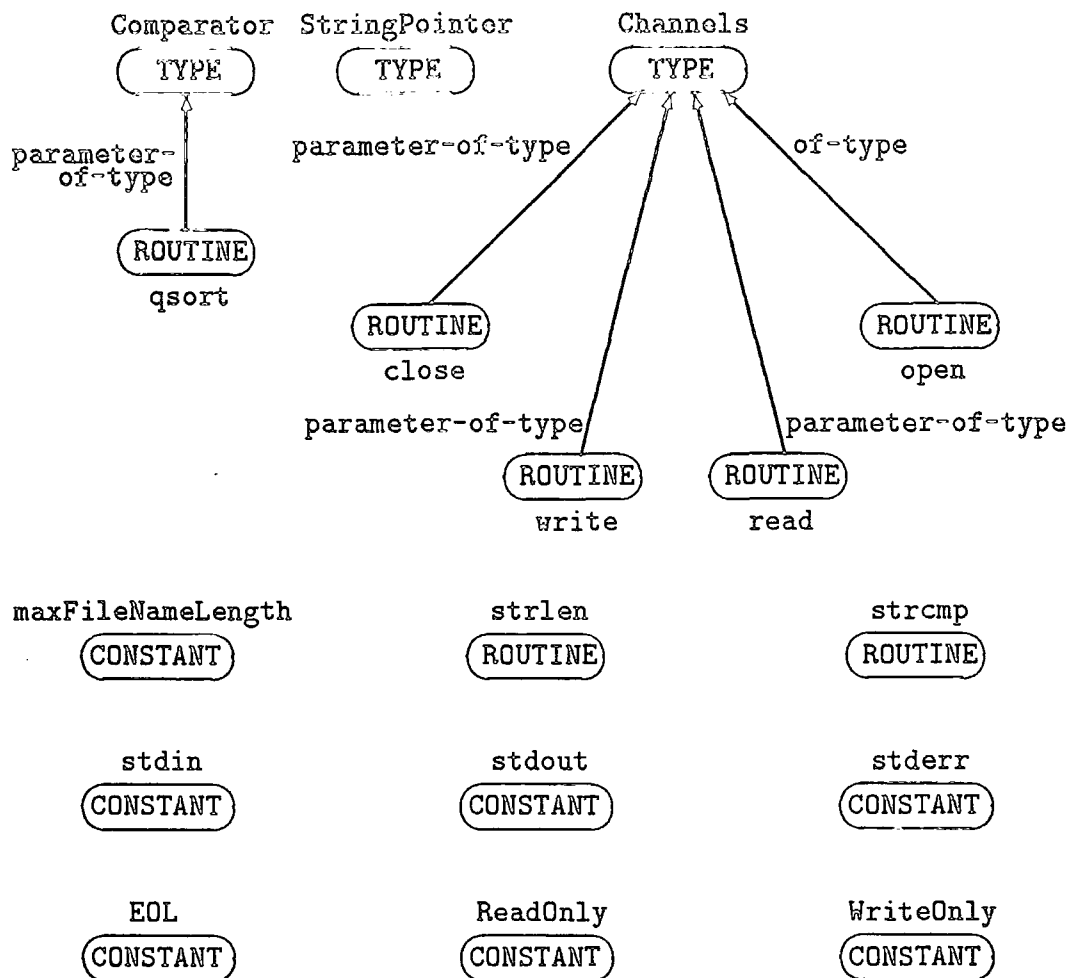 Comparator StringPointer Channels
TYPE TYPE TYPE
parameter-
of-type
parameter-of-type
of-type
ROUTINE
qsort
ROUTINE ROUTINE
close open
parameter-of-type parameter-of-type
ROUTINE ROUTINE
write read
maxFileNameLength strlen strcmp
CONSTANT ROUTINE ROUTINE
stdin stdout stderr
CONSTANT CONSTANT CONSTANT
EOL ReadOnly WriteOnly
CONSTANT CONSTANT CONSTANT